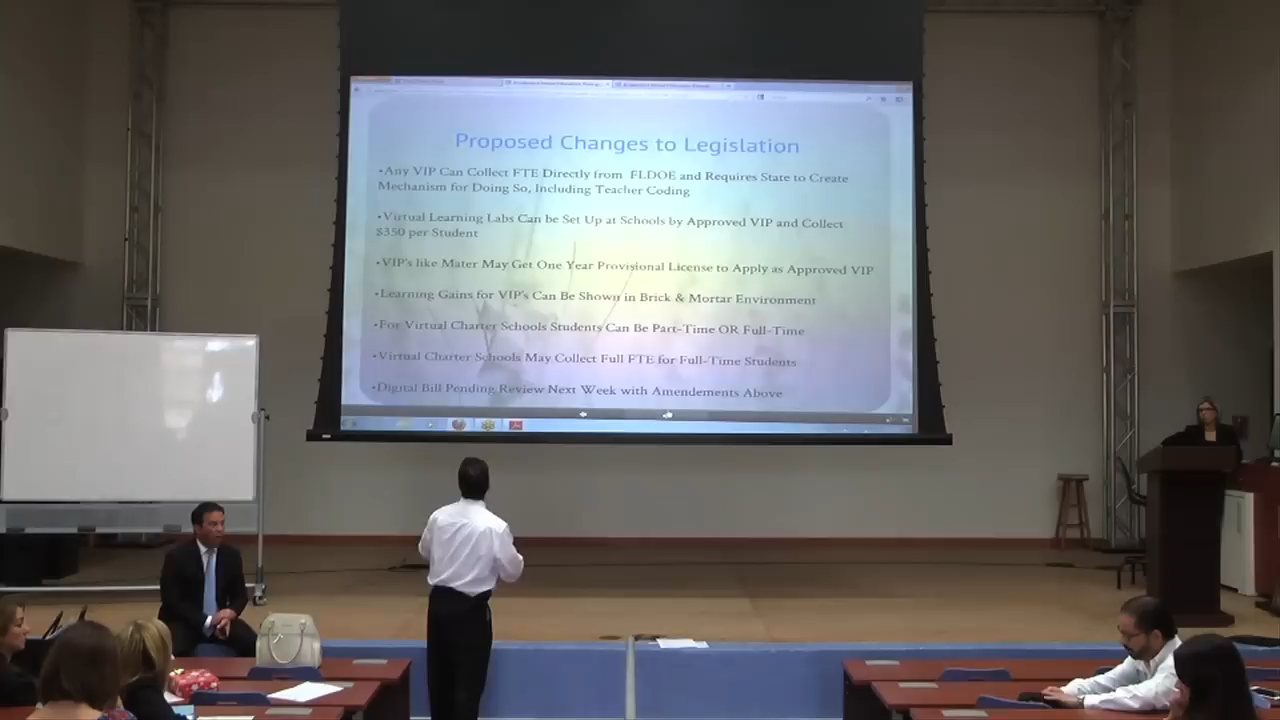 Proposed Changes to Legislation
•Any VIP Can Collect FTE Directly from FLDOE and Requires State to Create
Mechanism for Doing So, Including Teacher Coding
•Virtual Learning Labs Can be Set Up at Schools by Approved VIP and Collect
$350 per Student
•VIP's like Mater May Get One Year Provisional License to Apply as Approved VIP
•Learning Gains for VIP's Can Be Shown in Brick & Mortar Environment
•For Virtual Charter Schools Students Can Be Part-Time OR Full-Time
•Virtual Charter Schools May Collect Full FTE for Full-Time Students
•Digital Bill Pending Review Next Week with Amendements Above